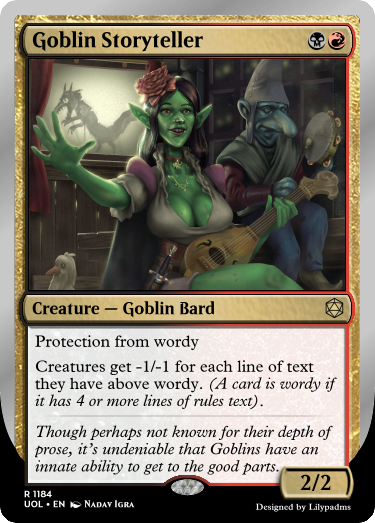 Goblin Storyteller
Creature — Goblin Bard
Protection from wordy
Creatures get -1/-1 for each line of text
they have above wordy. (A card is wordy if
it has 4 or more lines of rules text).
Though perhaps not known for their depth of
prose, it's undeniable that Goblins have an
innate ability to get to the good parts.
2/2
R 1184
UOL • EN Nadav Igra
Designed by Lilypadms